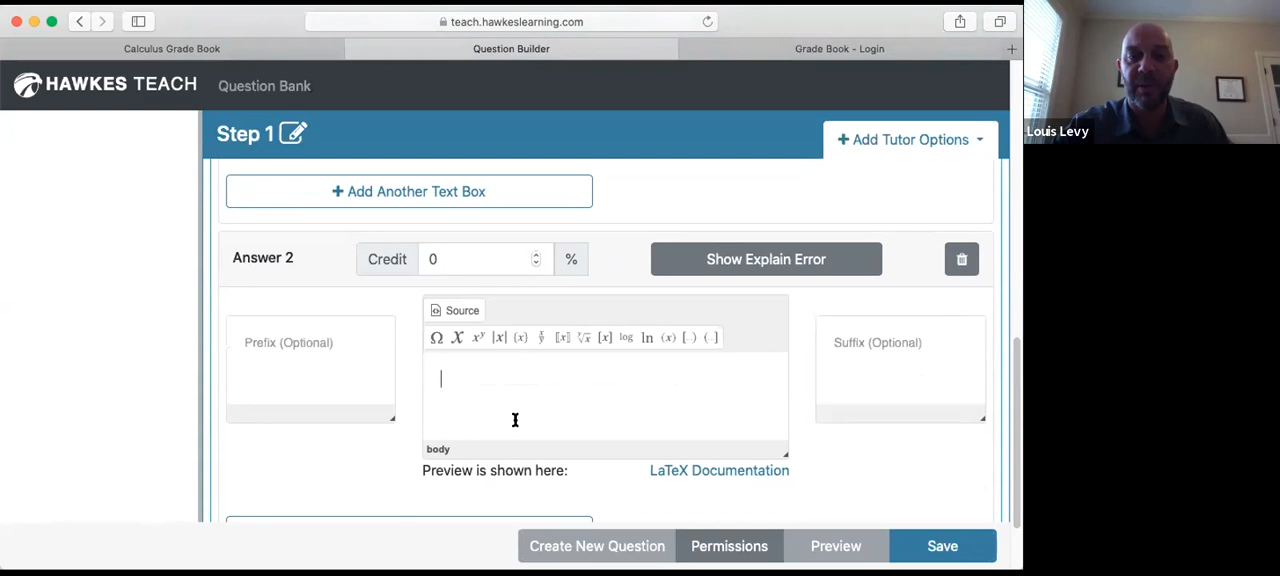 teach.hawkeslearning.com
Calculus Grade Book
Question Builder
Grade Book - Login
HAWKES TEACH
Question Bank
Step 1
+ Add Tutor Options
+ Add Another Text Box
Answer 2
Credit
0
%
Show Explain Error
Prefix (Optional)
Source
Ω X x^y |x| {x} x/y [x] ʸ√x [x] log ln (x) [..) (...]
Suffix (Optional)
body
Preview is shown here:
LaTeX Documentation
Create New Question
Permissions
Preview
Save
Louis Levy